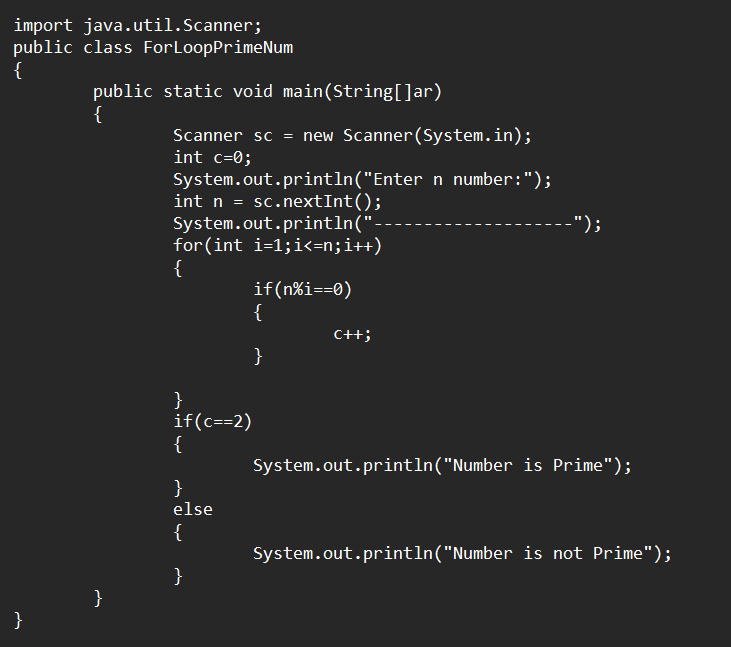 import java.util.Scanner;
public class ForLoopPrimeNum
{
        public static void main(String[]ar)
        {
                Scanner sc = new Scanner(System.in);
                int c=0;
                System.out.println("Enter n number:");
                int n = sc.nextInt();
                System.out.println("--------------------");
                for(int i=1;i<=n;i++)
                {
                        if(n%i==0)
                        {
                                c++;
                        }

                }
                if(c==2)
                {
                        System.out.println("Number is Prime");
                }
                else
                {
                        System.out.println("Number is not Prime");
                }
        }
}